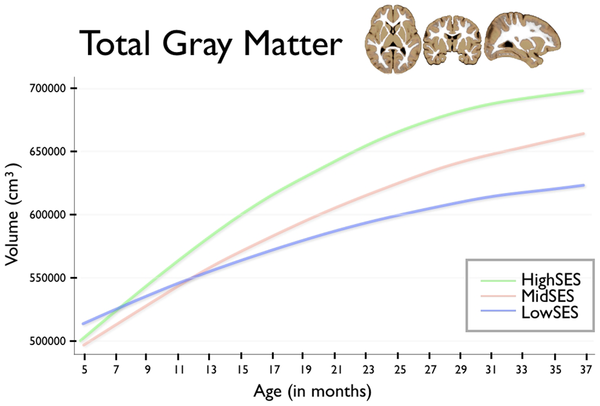 Total Gray Matter
Volume (cm³)
700000
650000
600000
550000
500000
HighSES
MidSES
LowSES
5 7 9 11 13 15 17 19 21 23 25 27 29 31 33 35 37
Age (in months)